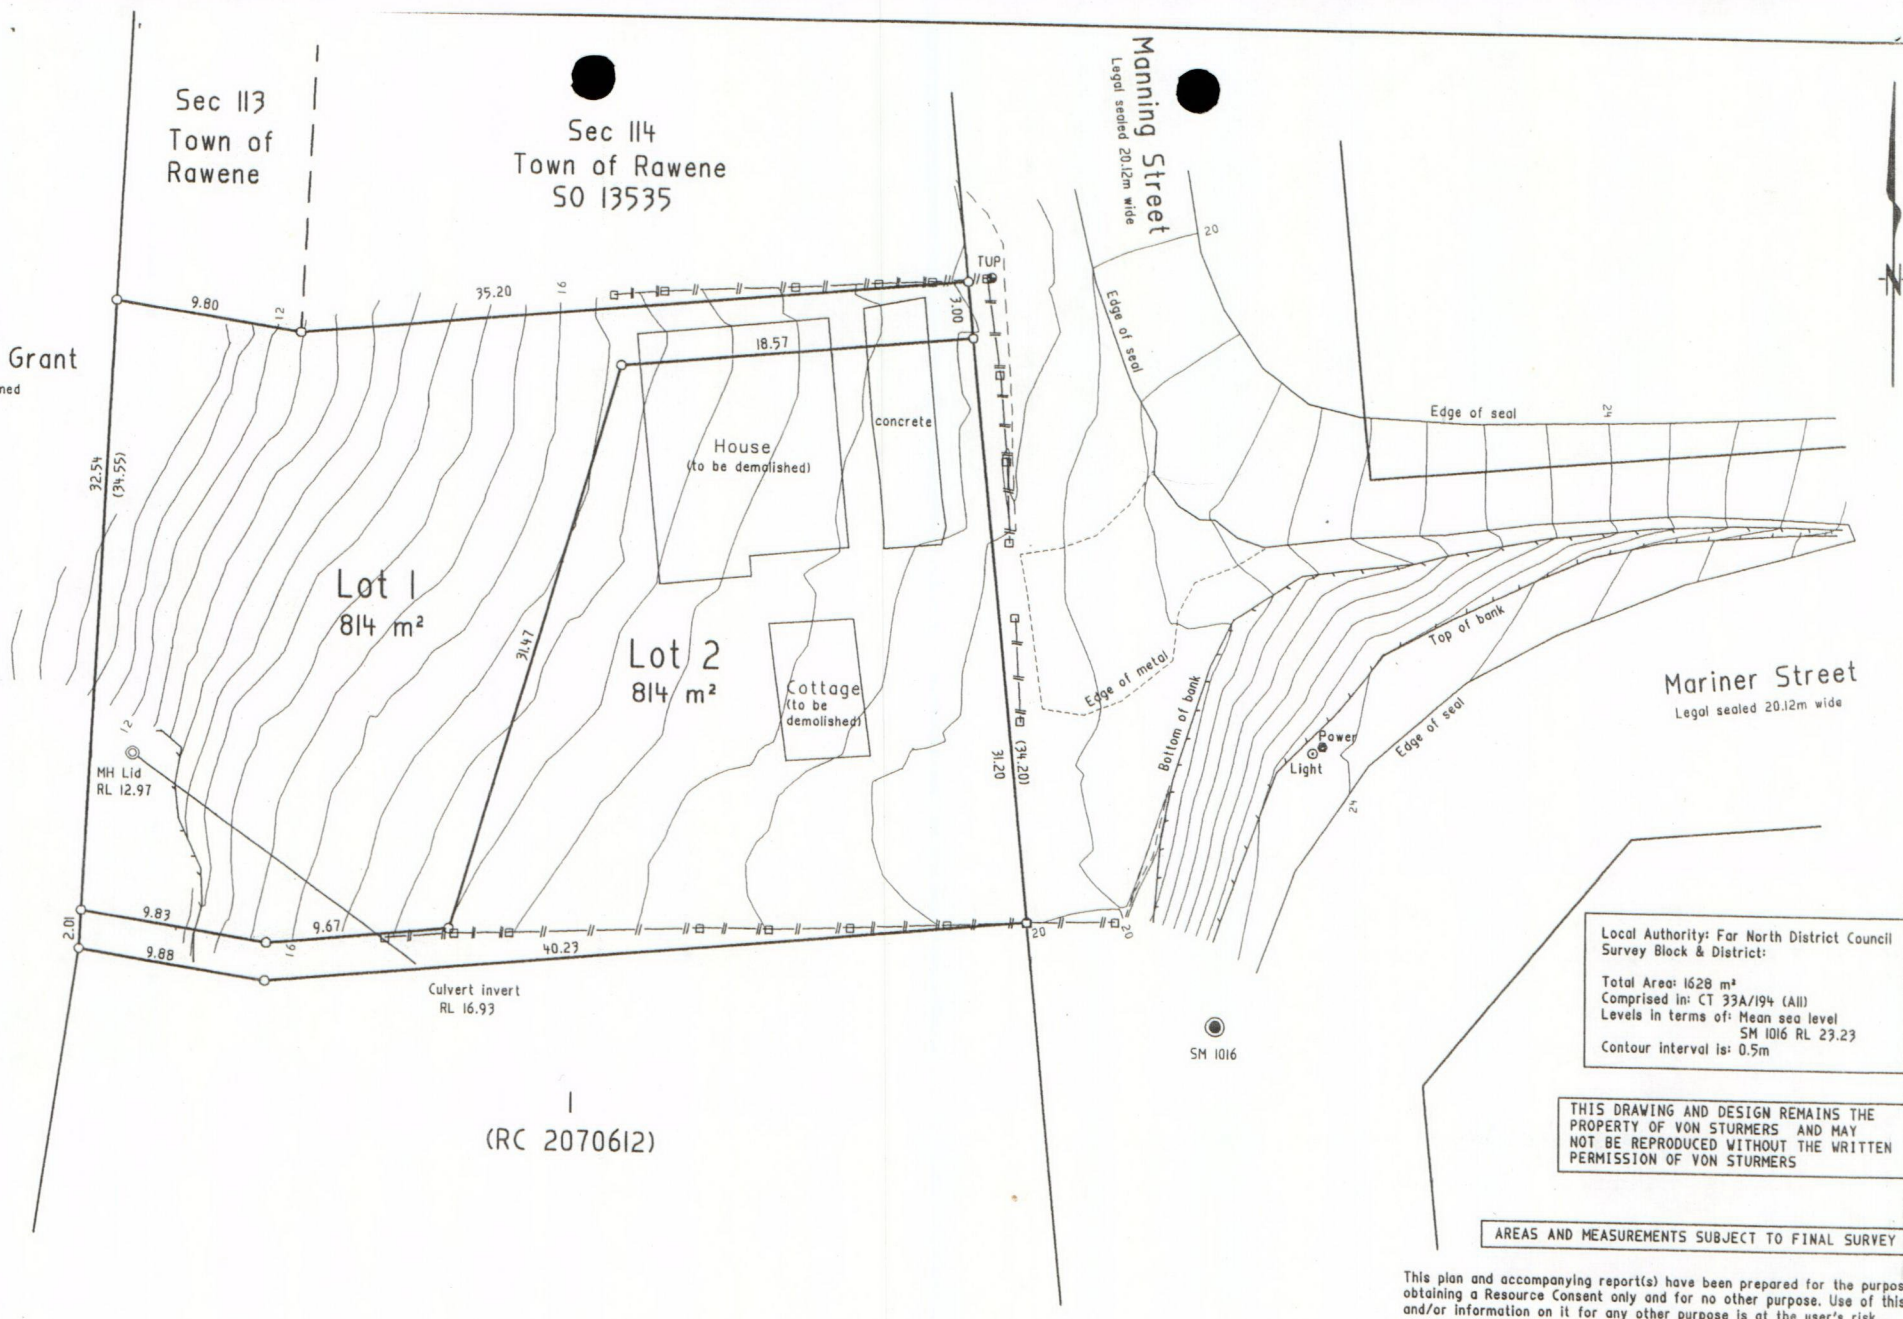 Sec 113
Town of
Rawene
Sec 114
Town of Rawene
SO 13535
Manning Street
Legal sealed 20.12m wide
20
TUP
9.80
12
35.20
16
3.00
18.57
Edge of seal
Edge of seal
24
Grant
32.54
(34.55)
House
(to be demolished)
concrete
Lot 1
814 m²
31.47
Lot 2
814 m²
Cottage
(to be
demolished)
Edge of metal
Top of bank
Bottom of bank
Mariner Street
Legal sealed 20.12m wide
Edge of seal
Power
Light
24
12
MH Lid
RL 12.97
31.20
(34.20)
2.01
9.83
9.67
16
9.88
40.23
20
20
Culvert invert
RL 16.93
SM 1016
1
(RC 2070612)
Local Authority: Far North District Council
Survey Block & District:
Total Area: 1628 m²
Comprised in: CT 33A/194 (All)
Levels in terms of: Mean sea level
SM 1016 RL 23.23
Contour interval is: 0.5m
THIS DRAWING AND DESIGN REMAINS THE
PROPERTY OF VON STURMERS AND MAY
NOT BE REPRODUCED WITHOUT THE WRITTEN
PERMISSION OF VON STURMERS
AREAS AND MEASUREMENTS SUBJECT TO FINAL SURVEY
This plan and accompanying report(s) have been prepared for the purpos
obtaining a Resource Consent only and for no other purpose. Use of this
and/or information on it for any other purpose is at the user's risk